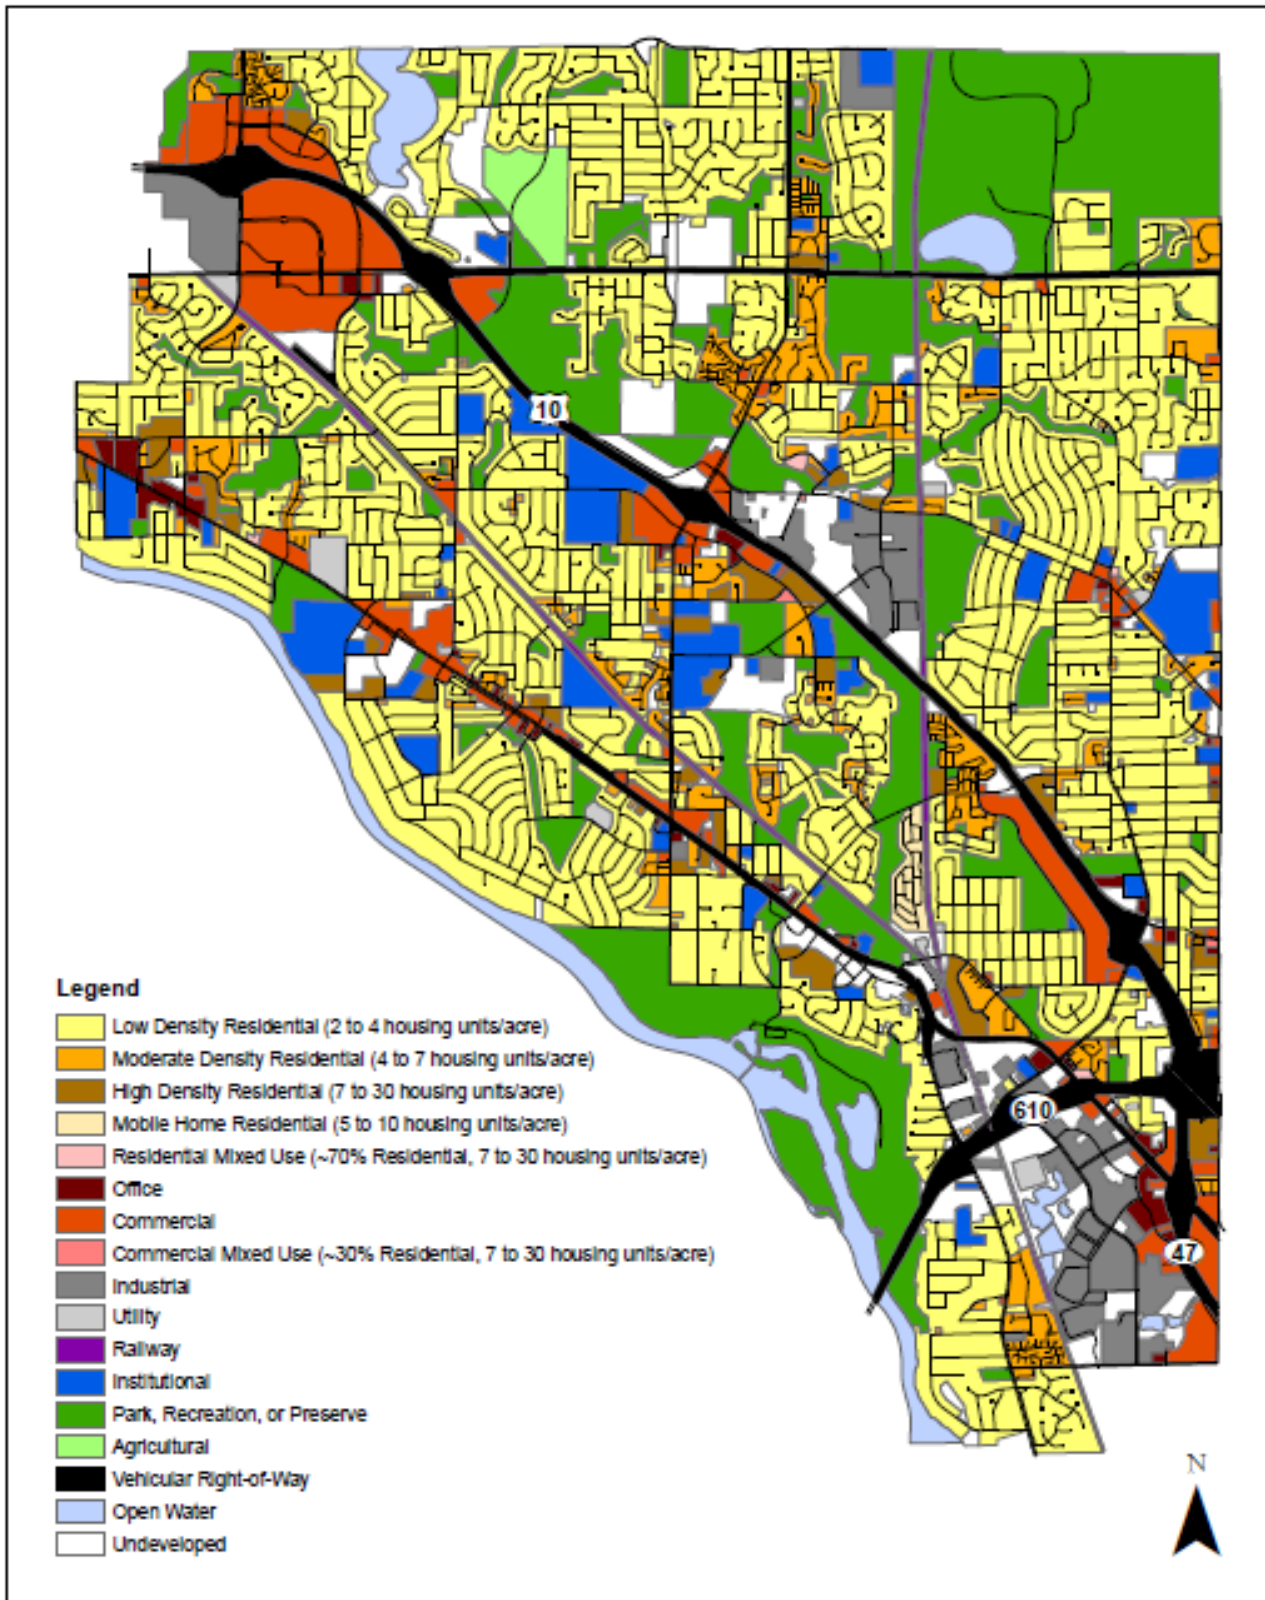 10
610
47
Legend
Low Density Residential (2 to 4 housing units/acre)
Moderate Density Residential (4 to 7 housing units/acre)
High Density Residential (7 to 30 housing units/acre)
Mobile Home Residential (5 to 10 housing units/acre)
Residential Mixed Use (~70% Residential, 7 to 30 housing units/acre)
Office
Commercial
Commercial Mixed Use (~30% Residential, 7 to 30 housing units/acre)
Industrial
Utility
Railway
Institutional
Park, Recreation, or Preserve
Agricultural
Vehicular Right-of-Way
Open Water
Undeveloped
N